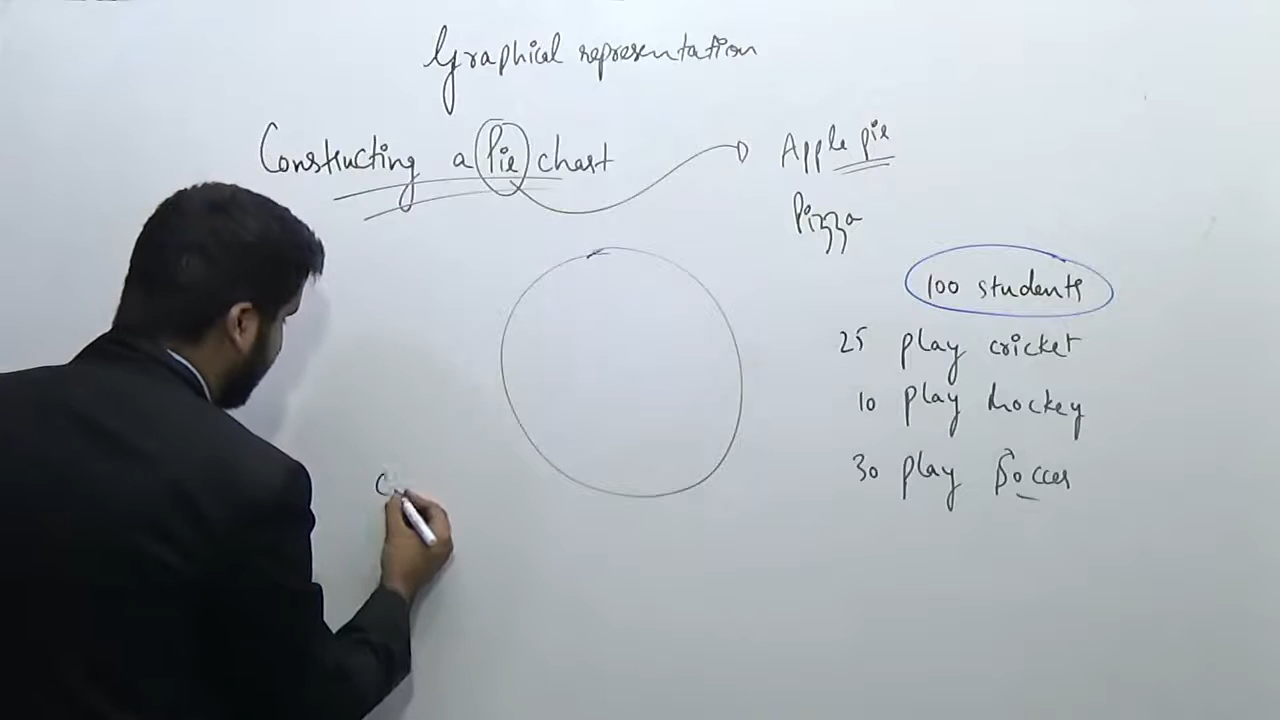 Graphical representation
Constructing a Pie chart
Apple pie
Pizza
100 students
25 play cricket
10 play hockey
30 play soccer
C